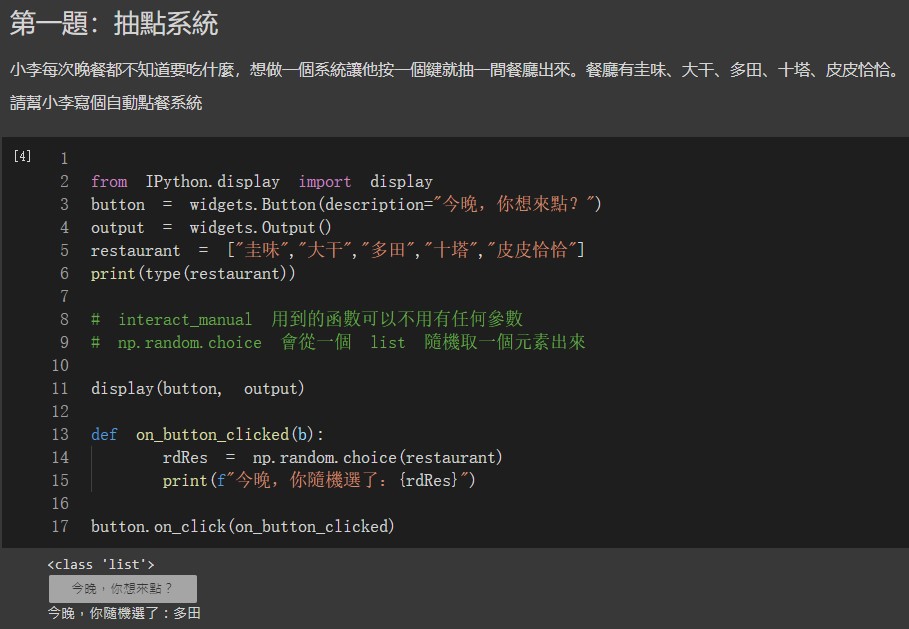 第一題：抽點系統
小李每次晚餐都不知道要吃什麼，想做一個系統讓他按一個鍵就抽一間餐廳出來。餐廳有圭味、大干、多田、十塔、皮皮恰恰。
請幫小李寫個自動點餐系統
[4]
1
2 from IPython.display import display
3 button = widgets.Button(description="今晚，你想來點？")
4 output = widgets.Output()
5 restaurant = ["圭味","大干","多田","十塔","皮皮恰恰"]
6 print(type(restaurant))
7
8 # interact_manual 用到的函數可以不用有任何參數
9 # np.random.choice 會從一個 list 隨機取一個元素出來
10
11 display(button, output)
12
13 def on_button_clicked(b):
14 rdRes = np.random.choice(restaurant)
15 print(f"今晚，你隨機選了：{rdRes}")
16
17 button.on_click(on_button_clicked)
<class 'list'>
今晚，你想來點？
今晚，你隨機選了：多田